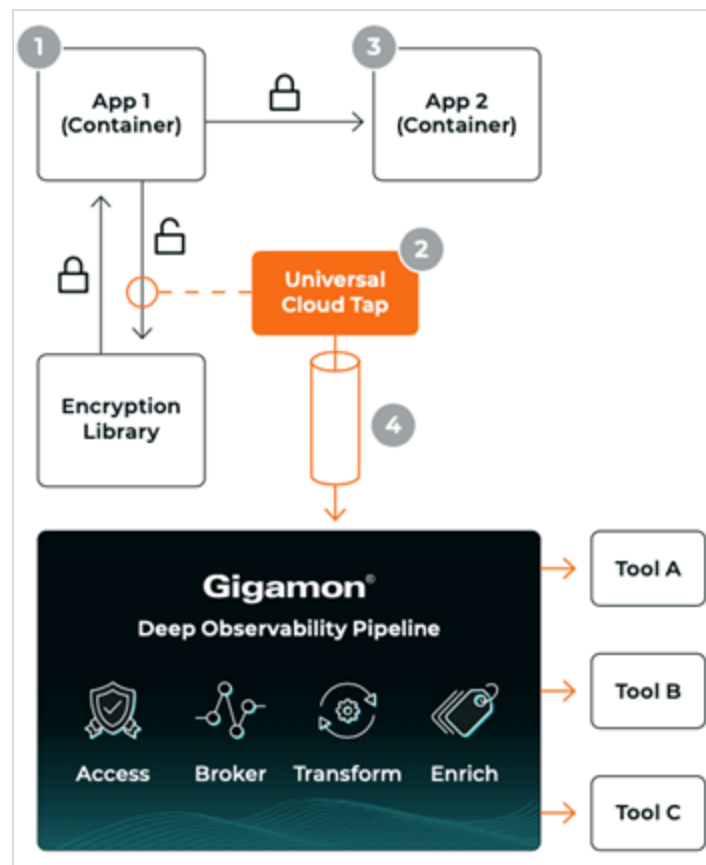 1
3
App 1
(Container)
App 2
(Container)
2
Universal
Cloud Tap
Encryption
Library
4
Gigamon®
Deep Observability Pipeline
Access
Broker
Transform
Enrich
Tool A
Tool B
Tool C